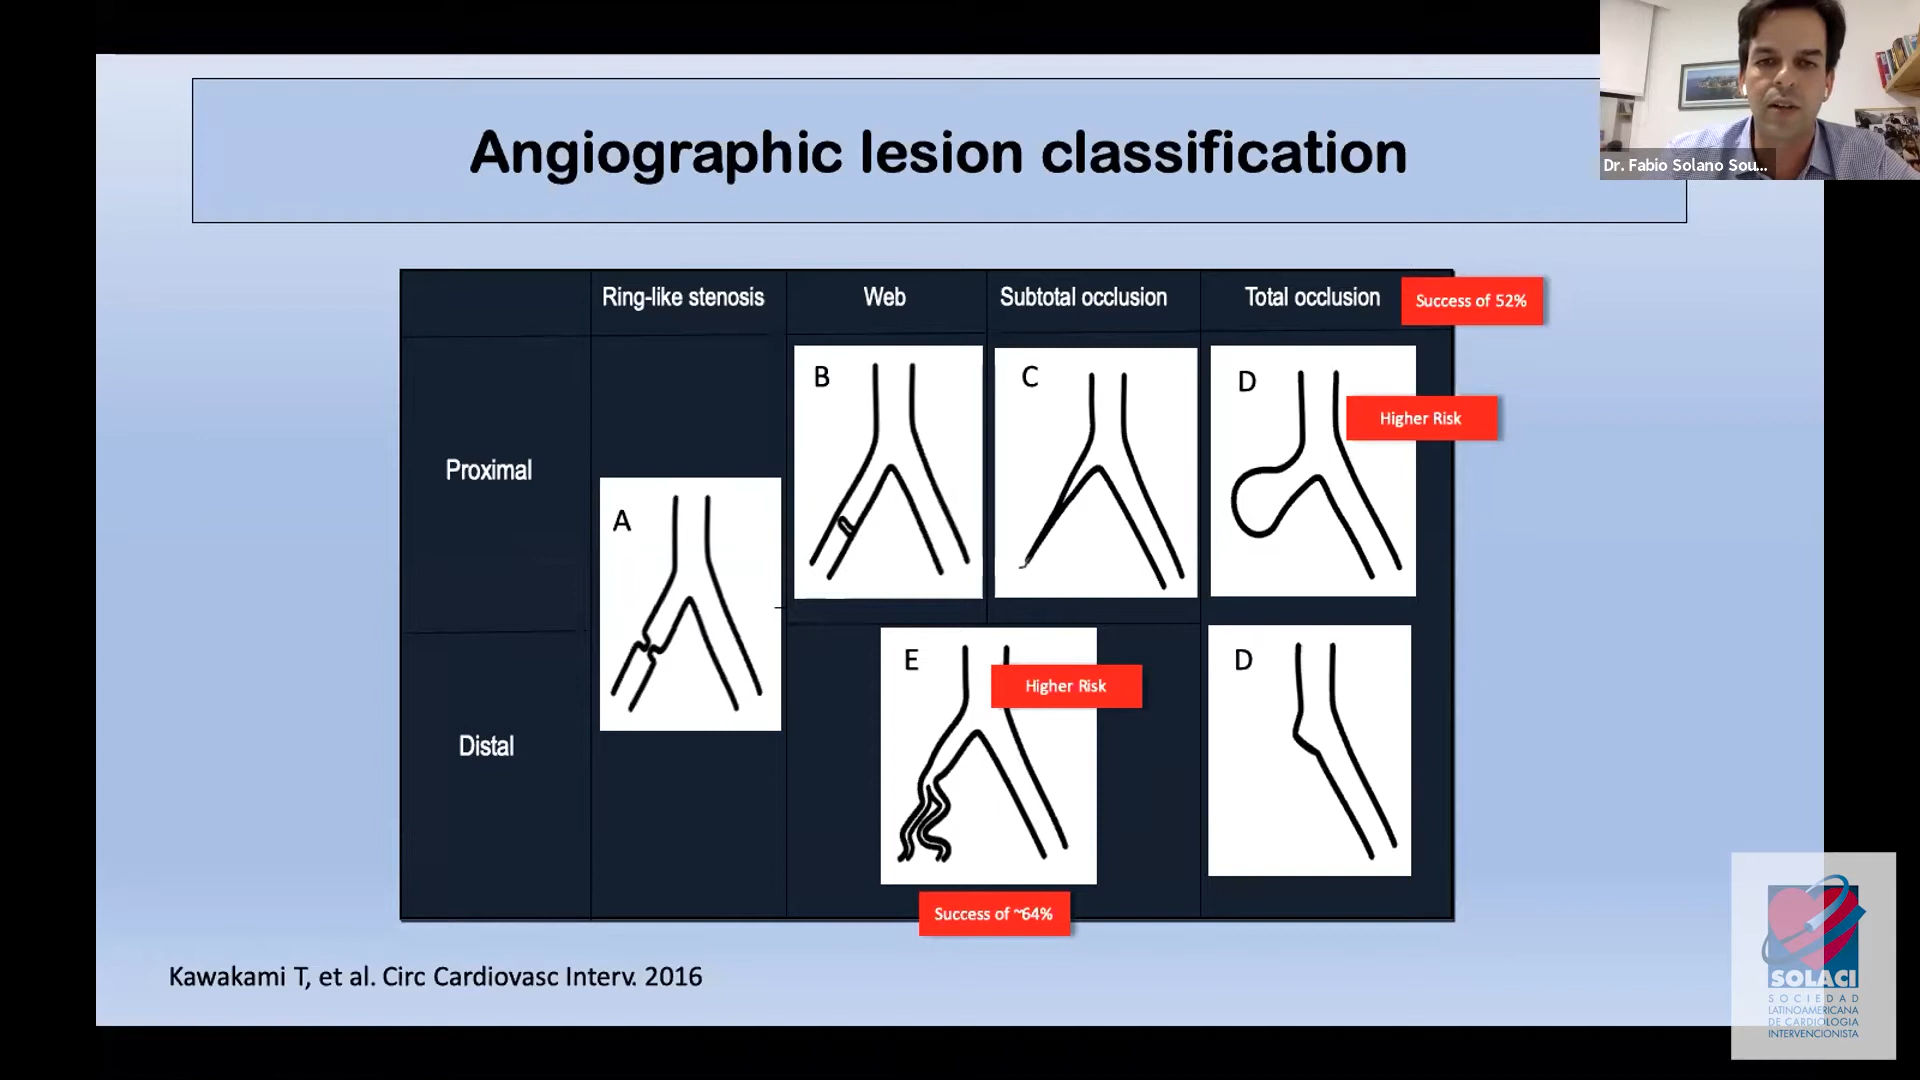 Angiographic lesion classification
Dr. Fabio Solano Sou...
Ring-like stenosis
Web
Subtotal occlusion
Total occlusion
Success of 52%
Proximal
A
B
C
D
Higher Risk
Distal
E
Higher Risk
D
Success of ~64%
Kawakami T, et al. Circ Cardiovasc Interv. 2016
SOLACI
SOCIEDAD
LATINOAMERICANA
DE CARDIOLOGIA
INTERVENCIONISTA